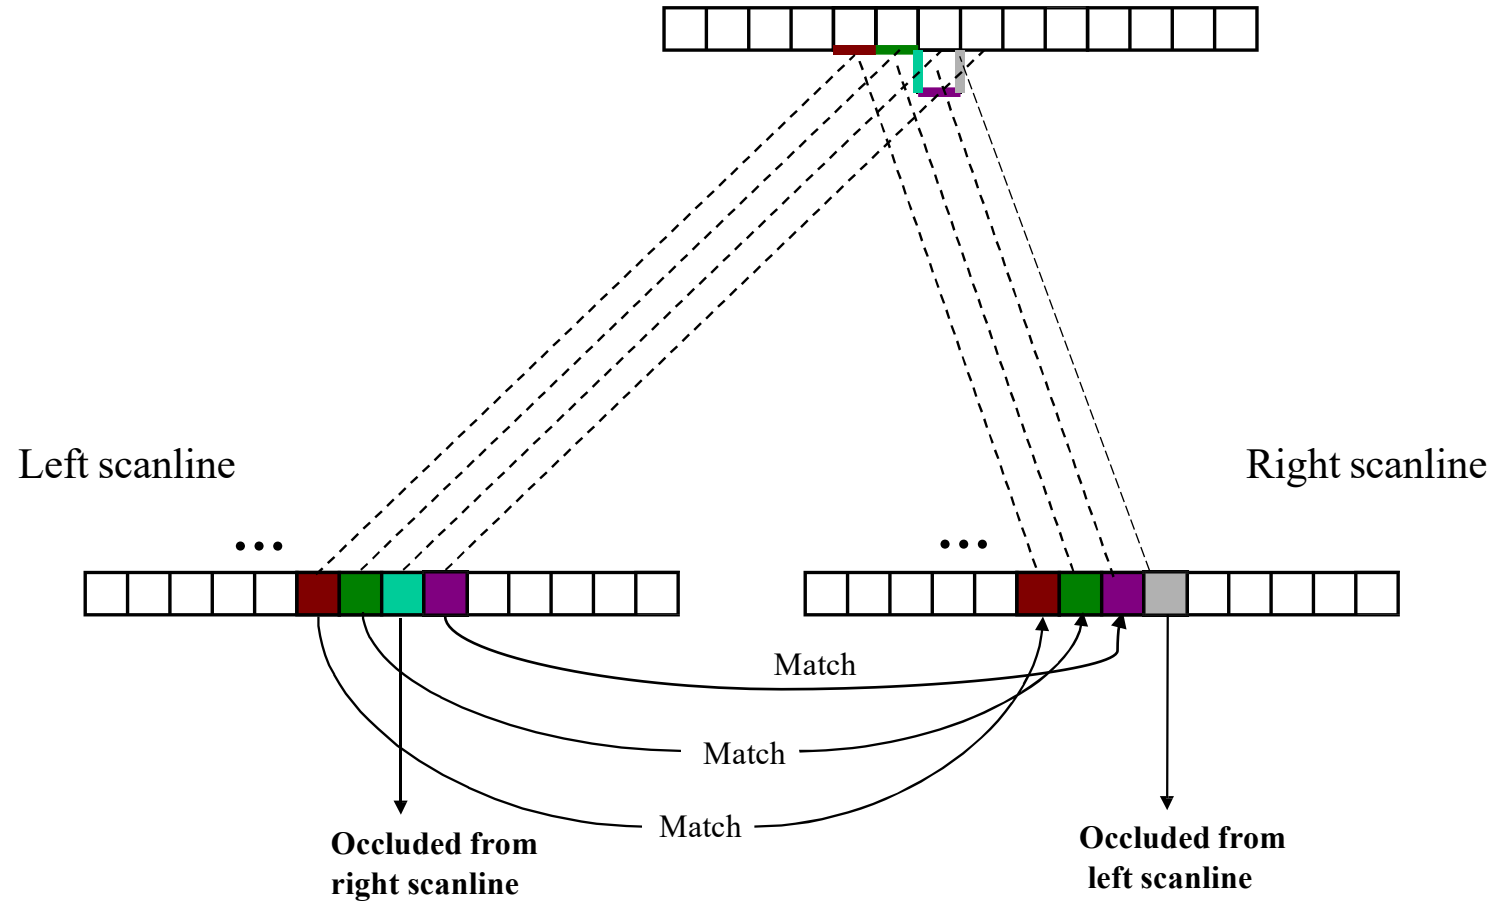 Left scanline
Right scanline
...
...
Match
Match
Match
Occluded from
right scanline
Occluded from
left scanline